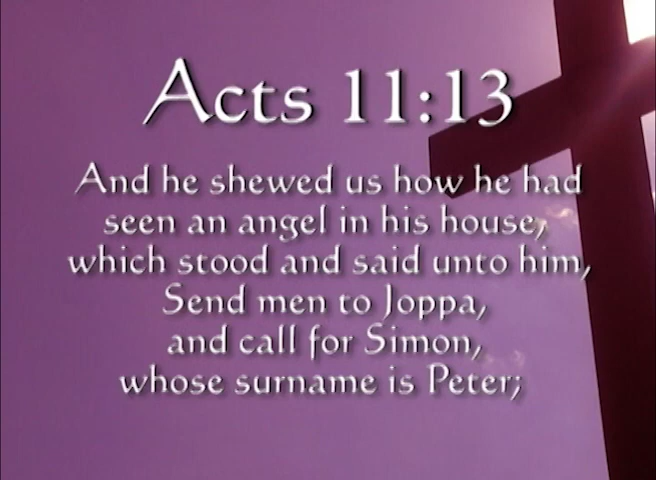 Acts 11:13
And he shewed us how he had
seen an angel in his house,
which stood and said unto him,
Send men to Joppa,
and call for Simon,
whose surname is Peter;